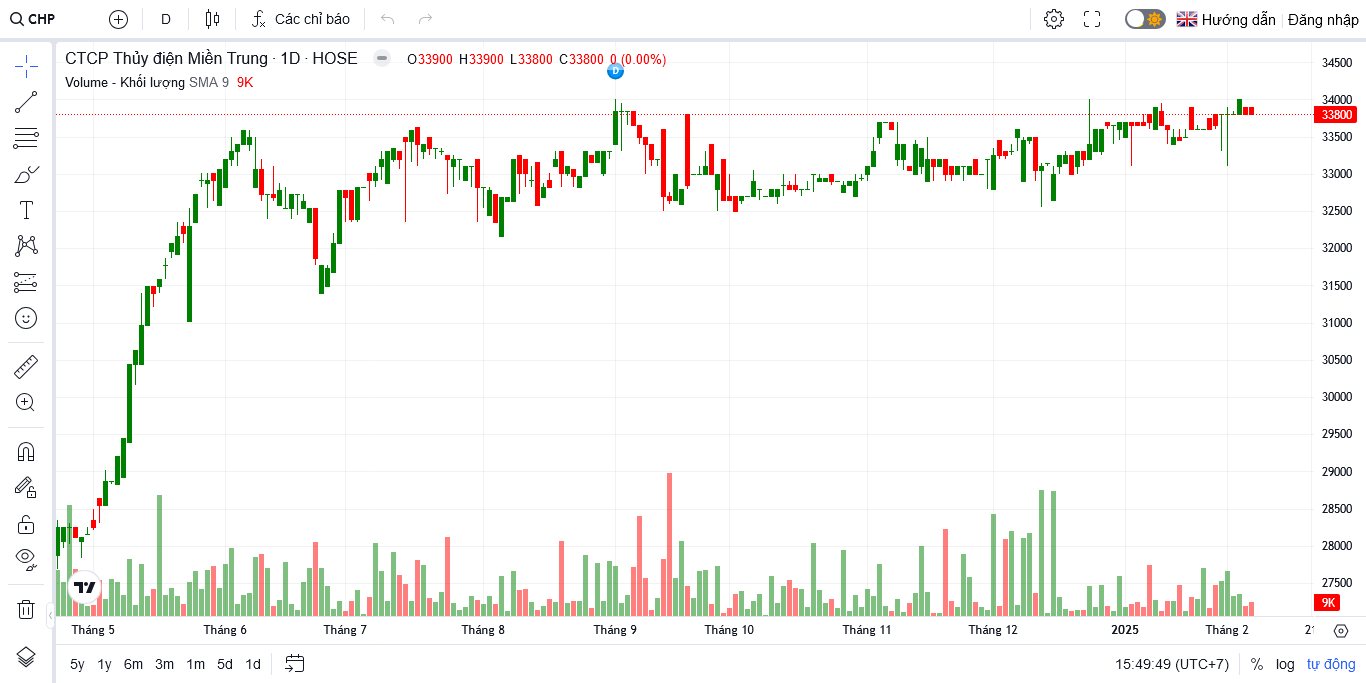 CHP D Các chỉ báo Hướng dẫn Đăng nhập
CTCP Thủy điện Miền Trung · 1D · HOSE O33900 H33900 L33800 C33800 0 (0.00%)
D
Volume - Khối lượng SMA 9 9K
34500
34000
33800
33500
33000
32500
32000
31500
31000
30500
30000
29500
29000
28500
28000
27500
9K
Tháng 5 Tháng 6 Tháng 7 Tháng 8 Tháng 9 Tháng 10 Tháng 11 Tháng 12 2025 Tháng 2
5y 1y 6m 3m 1m 5d 1d 15:49:49 (UTC+7) % log tự động